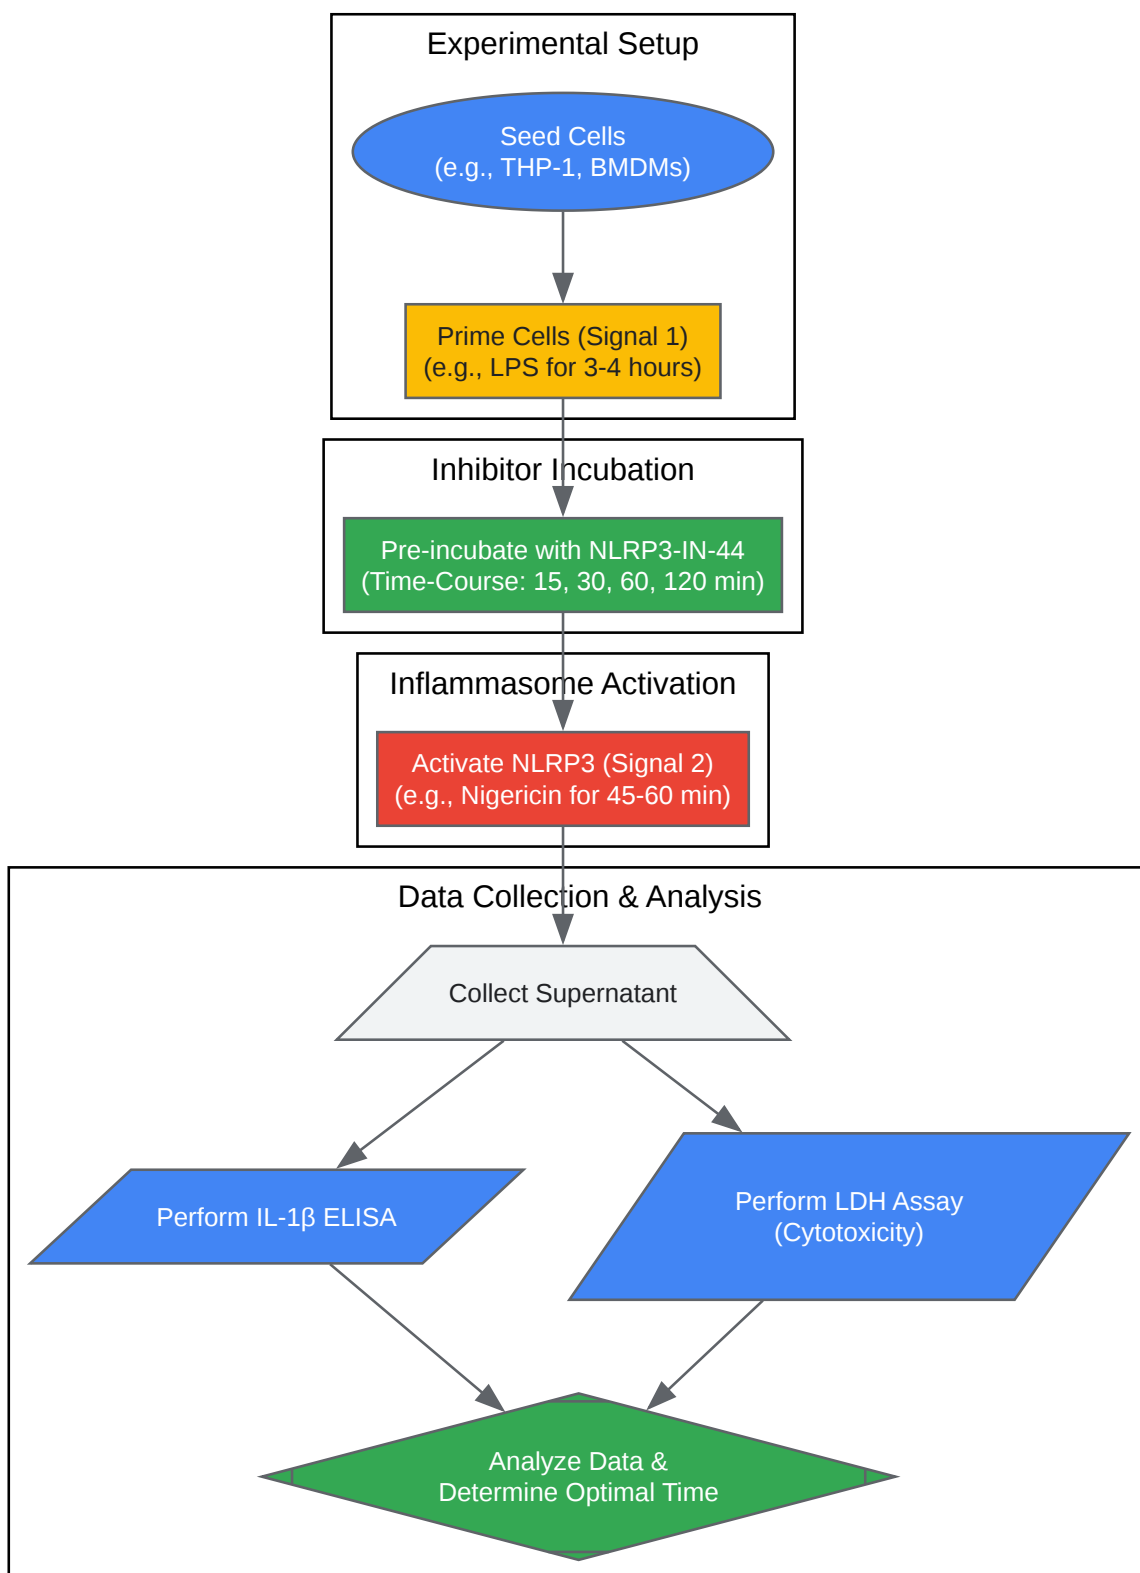 Experimental Setup
Seed Cells
(e.g., THP-1, BMDMs)
Prime Cells (Signal 1)
(e.g., LPS for 3-4 hours)
Inhibitor Incubation
Pre-incubate with NLRP3-IN-44
(Time-Course: 15, 30, 60, 120 min)
Inflammasome Activation
Activate NLRP3 (Signal 2)
(e.g., Nigericin for 45-60 min)
Data Collection & Analysis
Collect Supernatant
Perform IL-1β ELISA
Perform LDH Assay
(Cytotoxicity)
Analyze Data &
Determine Optimal Time